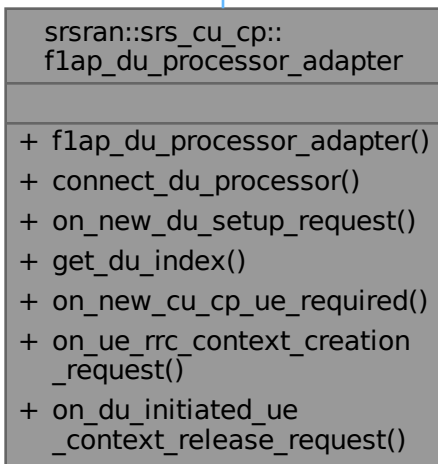 srsran::srs_cu_cp::
f1ap_du_processor_adapter
+ f1ap_du_processor_adapter()
+ connect_du_processor()
+ on_new_du_setup_request()
+ get_du_index()
+ on_new_cu_cp_ue_required()
+ on_ue_rrc_context_creation
_request()
+ on_du_initiated_ue
_context_release_request()